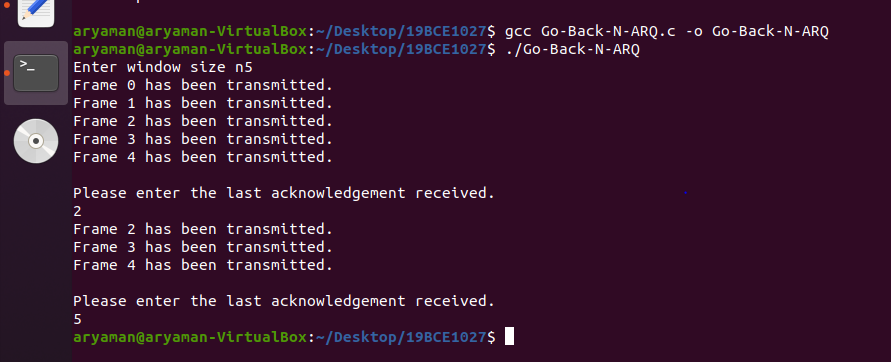 aryaman@aryaman-VirtualBox:~/Desktop/19BCE1027$ gcc Go-Back-N-ARQ.c -o Go-Back-N-ARQ
aryaman@aryaman-VirtualBox:~/Desktop/19BCE1027$ ./Go-Back-N-ARQ
Enter window size n5
Frame 0 has been transmitted.
Frame 1 has been transmitted.
Frame 2 has been transmitted.
Frame 3 has been transmitted.
Frame 4 has been transmitted.
Please enter the last acknowledgement received.
2
Frame 2 has been transmitted.
Frame 3 has been transmitted.
Frame 4 has been transmitted.
Please enter the last acknowledgement received.
5
aryaman@aryaman-VirtualBox:~/Desktop/19BCE1027$